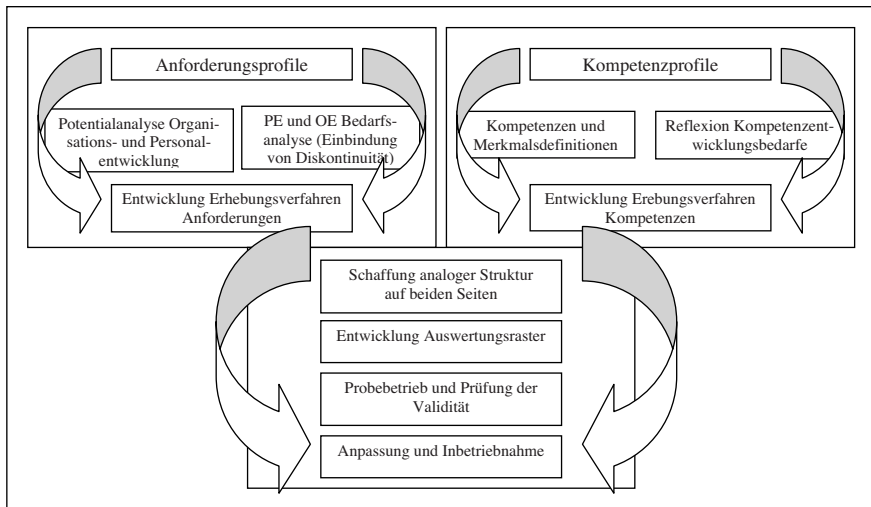 Anforderungsprofile
Potentialanalyse Organi-
sations- und Personal-
entwicklung
PE und OE Bedarfs-
analyse (Einbindung
von Diskontinuität)
Entwicklung Erhebungsverfahren
Anforderungen
Kompetenzprofile
Kompetenzen und
Merkmalsdefinitionen
Reflexion Kompetenzent-
wicklungsbedarfe
Entwicklung Erebungsverfahren
Kompetenzen
Schaffung analoger Struktur
auf beiden Seiten
Entwicklung Auswertungsraster
Probebetrieb und Prüfung der
Validität
Anpassung und Inbetriebnahme